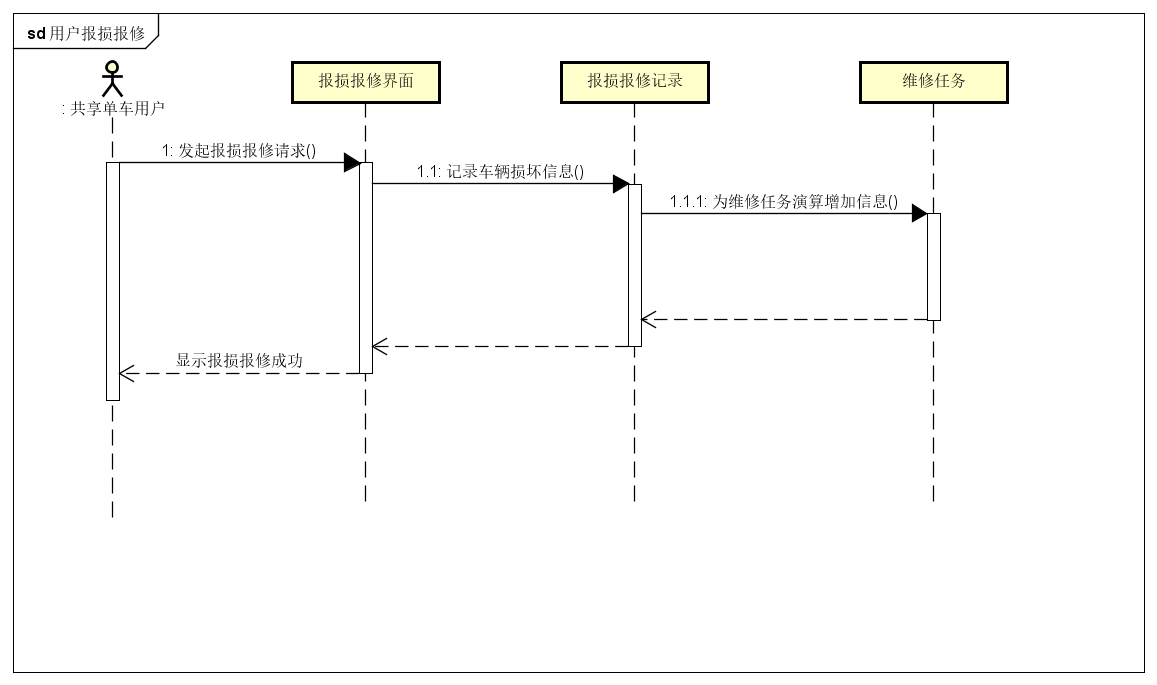 sd 用户报损报修
: 共享单车用户
报损报修界面
报损报修记录
维修任务
1: 发起报损报修请求()
1.1: 记录车辆损坏信息()
1.1.1: 为维修任务演算增加信息()
显示报损报修成功